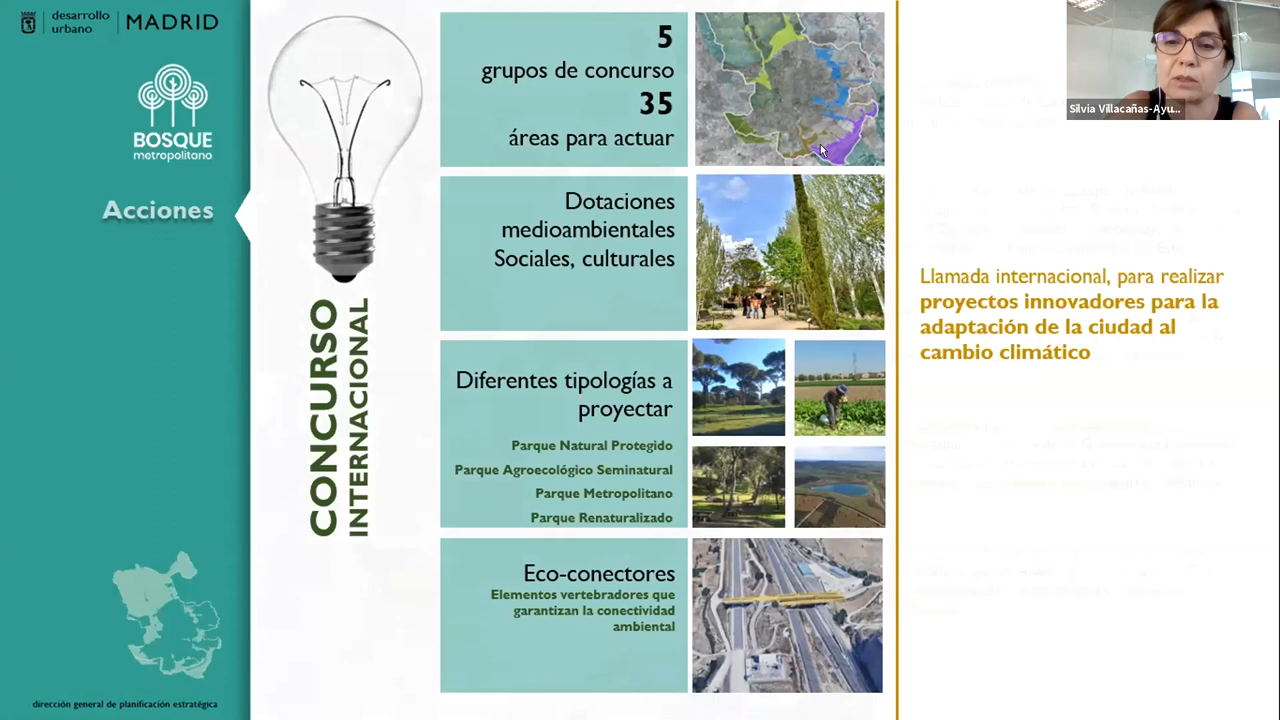 desarrollo
urbano
MADRID
BOSQUE
metropolitano
Acciones
dirección general de planificación estratégica
CONCURSO
INTERNACIONAL
5
grupos de concurso
35
áreas para actuar
Dotaciones
medioambientales
Sociales, culturales
Diferentes tipologías a
proyectar
Parque Natural Protegido
Parque Agroecológico Seminatural
Parque Metropolitano
Parque Renaturalizado
Eco-conectores
Elementos vertebradores que
garantizan la conectividad
ambiental
Silvia Villacañas-Ayu...
Llamada internacional, para realizar
proyectos innovadores para la
adaptación de la ciudad al
cambio climático